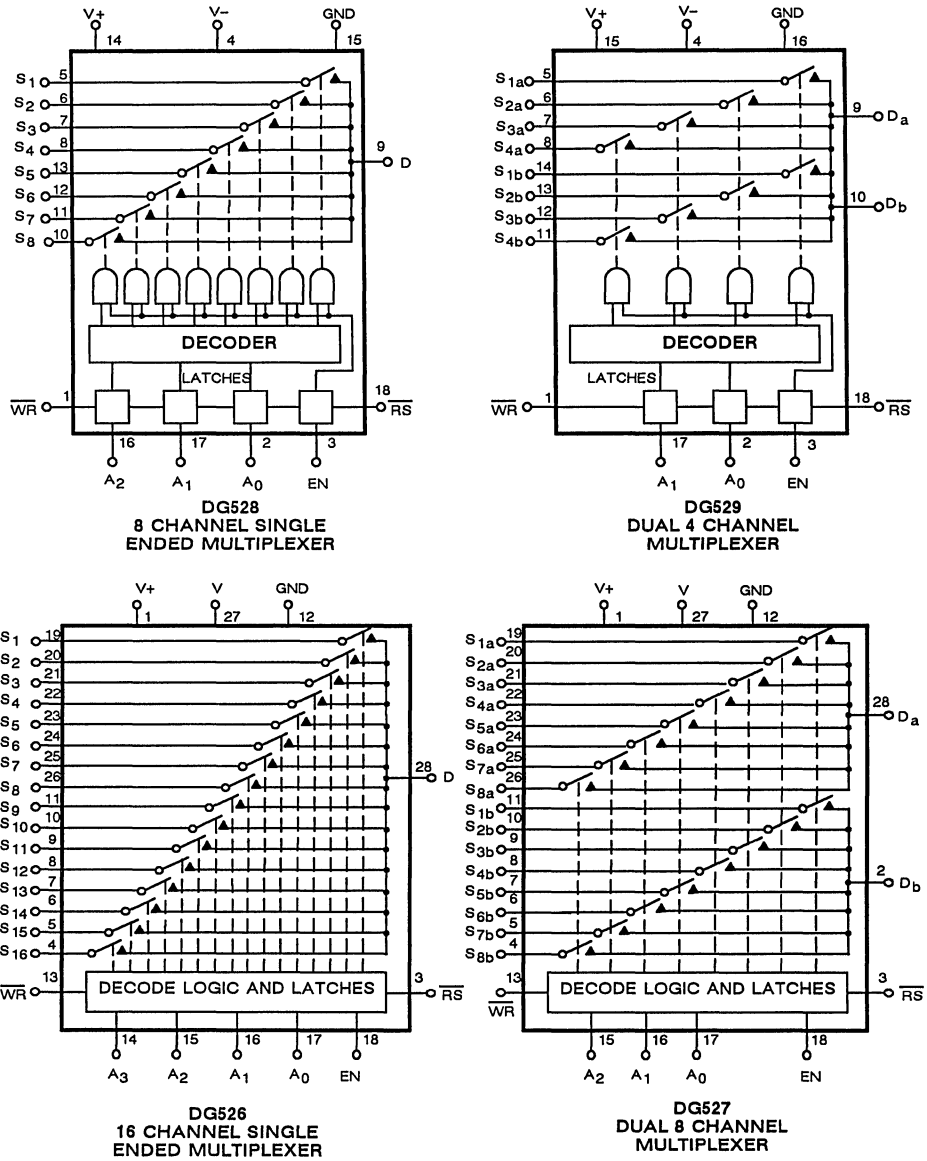 V+ V- GND
14 4 15
S1 5
S2 6
S3 7
S4 8
S5 13
S6 12
S7 11
S8 10
9 D
DECODER
LATCHES
WR 1
18 RS
16 17 2 3
A2 A1 A0 EN
DG528
8 CHANNEL SINGLE
ENDED MULTIPLEXER
V+ V- GND
15 4 16
S1a 5
S2a 6
S3a 7
S4a 8
S1b 14
S2b 13
S3b 12
S4b 11
9 Da
10 Db
DECODER
LATCHES
WR 1
18 RS
17 2 3
A1 A0 EN
DG529
DUAL 4 CHANNEL
MULTIPLEXER
V+ V GND
1 27 12
S1 19
S2 20
S3 21
S4 22
S5 23
S6 24
S7 25
S8 26
S9 11
S10 10
S11 9
S12 8
S13 7
S14 6
S15 5
S16 4
28 D
WR 13
DECODE LOGIC AND LATCHES
3 RS
14 15 16 17 18
A3 A2 A1 A0 EN
DG526
16 CHANNEL SINGLE
ENDED MULTIPLEXER
V+ V GND
1 27 12
S1a 19
S2a 20
S3a 21
S4a 22
S5a 23
S6a 24
S7a 25
S8a 26
S1b 11
S2b 10
S3b 9
S4b 8
S5b 7
S6b 6
S7b 5
S8b 4
28 Da
2 Db
13 WR
DECODE LOGIC AND LATCHES
3 RS
15 16 17 18
A2 A1 A0 EN
DG527
DUAL 8 CHANNEL
MULTIPLEXER